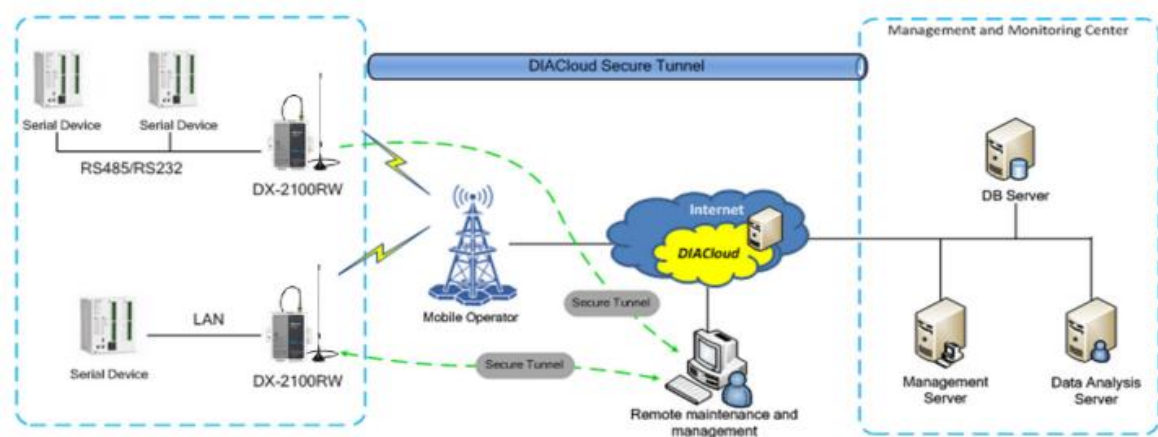 Management and Monitoring Center
DIACloud Secure Tunnel
Serial Device
Serial Device
RS485/RS232
DX-2100RW
DB Server
Internet
DIACloud
Secure Tunnel
Mobile Operator
LAN
Secure Tunnel
Serial Device
DX-2100RW
Remote maintenance and
management
Management
Server
Data Analysis
Server